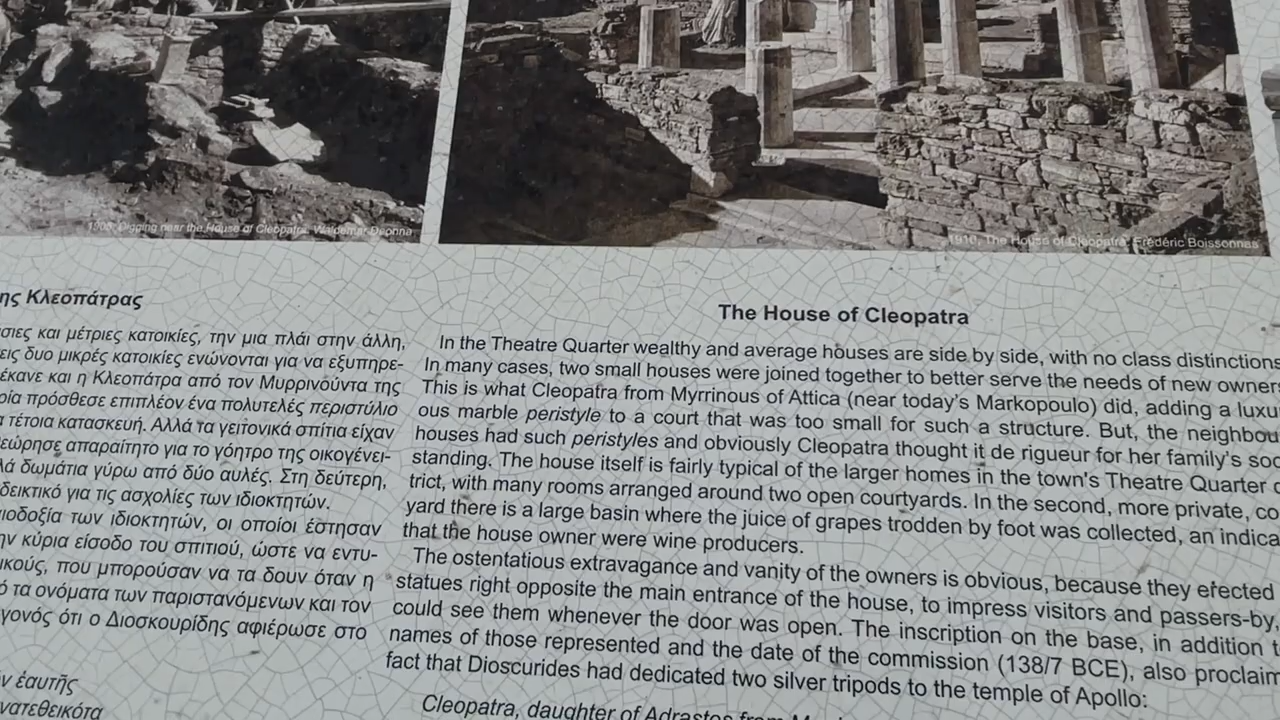 1908, Digging near the House of Cleopatra, Waldemar Deonna
1910, The House of Cleopatra, Frédéric Boissonnas
ης Κλεοπάτρας
σιες και μέτριες κατοικίες, την μια πλάι στην άλλη,
εις δυο μικρές κατοικίες ενώνονται για να εξυπηρε-
έκανε και η Κλεοπάτρα από τον Μυρρινούντα της
ρία πρόσθεσε επιπλέον ένα πολυτελές περιστύλιο
α τέτοια κατασκευή. Αλλά τα γειτονικά σπίτια είχαν
εώρησε απαραίτητο για το γόητρο της οικογένει-
λά δωμάτια γύρω από δύο αυλές. Στη δεύτερη,
δεικτικό για τις ασχολίες των ιδιοκτητών.
ιοδοξία των ιδιοκτητών, οι οποίοι έστησαν
ην κύρια είσοδο του σπιτιού, ώστε να εντυ-
ικούς, που μπορούσαν να τα δουν όταν η
ό τα ονόματα των παριστανόμενων και τον
γονός ότι ο Διοσκουρίδης αφιέρωσε στο
ν ἑαυτῆς
νατεθεικότα
The House of Cleopatra
In the Theatre Quarter wealthy and average houses are side by side, with no class distinctions
In many cases, two small houses were joined together to better serve the needs of new owner
This is what Cleopatra from Myrrinous of Attica (near today's Markopoulo) did, adding a luxu
ous marble peristyle to a court that was too small for such a structure. But, the neighbou
houses had such peristyles and obviously Cleopatra thought it de rigueur for her family's soc
standing. The house itself is fairly typical of the larger homes in the town's Theatre Quarter
trict, with many rooms arranged around two open courtyards. In the second, more private, co
yard there is a large basin where the juice of grapes trodden by foot was collected, an indica
that the house owner were wine producers.
The ostentatious extravagance and vanity of the owners is obvious, because they erected
statues right opposite the main entrance of the house, to impress visitors and passers-by,
could see them whenever the door was open. The inscription on the base, in addition t
names of those represented and the date of the commission (138/7 BCE), also proclaim
fact that Dioscurides had dedicated two silver tripods to the temple of Apollo:
Cleopatra, daughter of Adrastos from